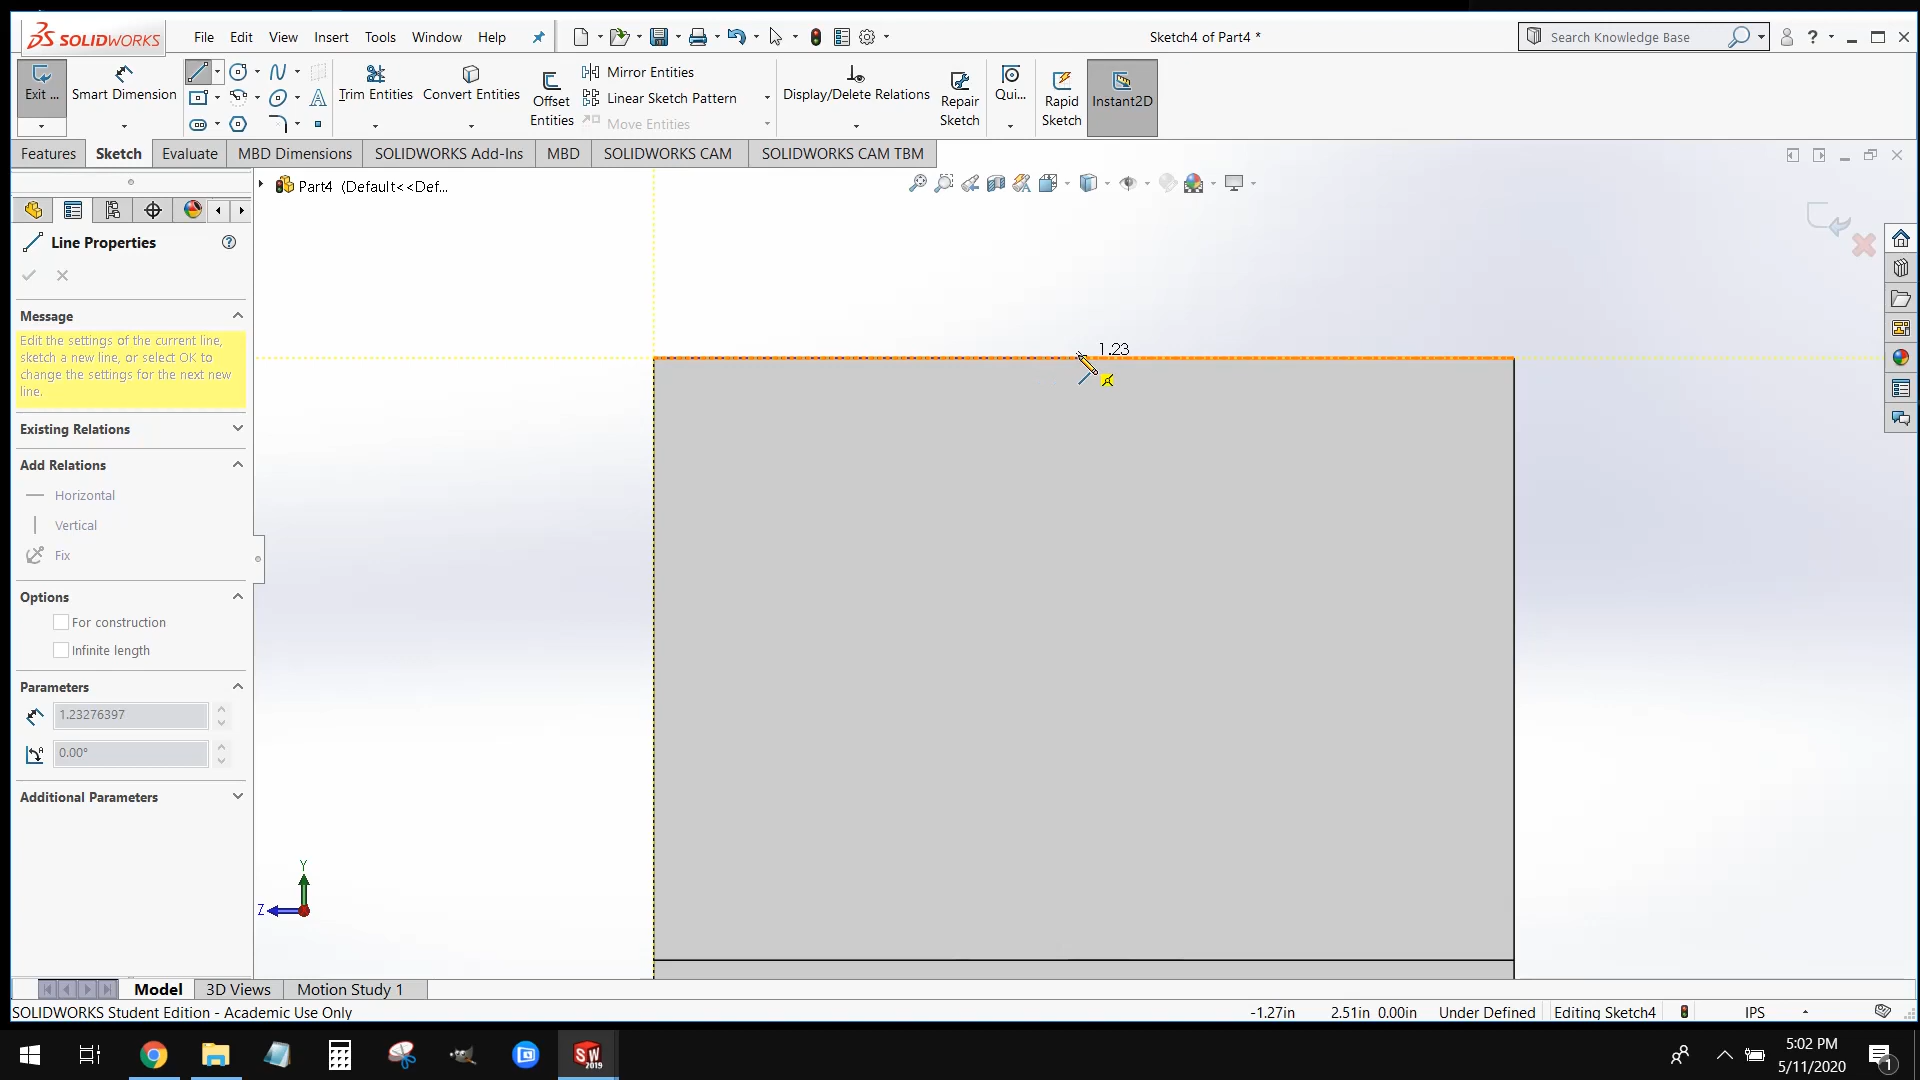 SOLIDWORKS
File Edit View Insert Tools Window Help
Sketch4 of Part4 *
Search Knowledge Base
Exit ...
Smart Dimension
Trim Entities
Convert Entities
Offset Entities
Mirror Entities
Linear Sketch Pattern
Move Entities
Display/Delete Relations
Repair Sketch
Qui...
Rapid Sketch
Instant2D
Features
Sketch
Evaluate
MBD Dimensions
SOLIDWORKS Add-Ins
MBD
SOLIDWORKS CAM
SOLIDWORKS CAM TBM
Part4 (Default<<Def...
Line Properties
Message
Edit the settings of the current line,
sketch a new line, or select OK to
change the settings for the next new
line.
Existing Relations
Add Relations
Horizontal
Vertical
Fix
Options
For construction
Infinite length
Parameters
1.23276397
0.00°
Additional Parameters
1.23
Y
Z
Model
3D Views
Motion Study 1
SOLIDWORKS Student Edition - Academic Use Only
-1.27in
2.51in 0.00in
Under Defined
Editing Sketch4
IPS
SW
2019
5:02 PM
5/11/2020
1